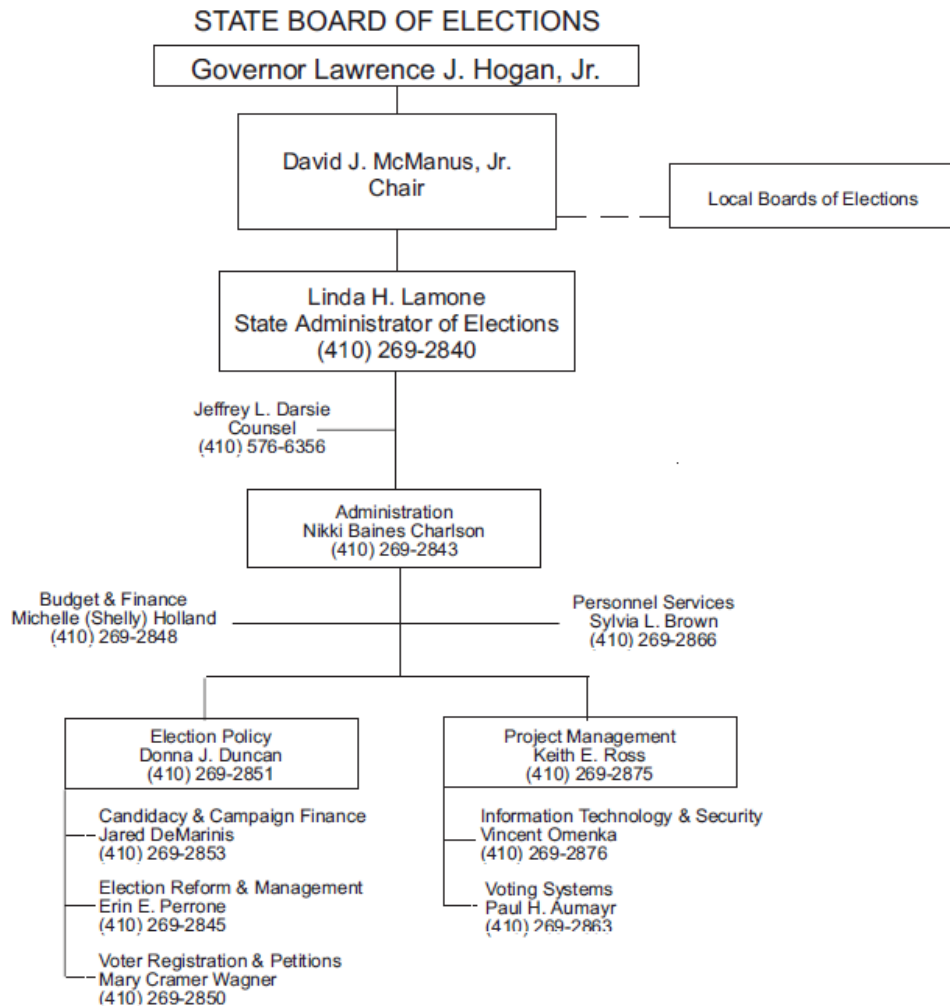 STATE BOARD OF ELECTIONS
Governor Lawrence J. Hogan, Jr.
David J. McManus, Jr.
Chair
Local Boards of Elections
Linda H. Lamone
State Administrator of Elections
(410) 269-2840
Jeffrey L. Darsie
Counsel
(410) 576-6356
Administration
Nikki Baines Charlson
(410) 269-2843
Budget & Finance
Michelle (Shelly) Holland
(410) 269-2848
Personnel Services
Sylvia L. Brown
(410) 269-2866
Election Policy
Donna J. Duncan
(410) 269-2851
Project Management
Keith E. Ross
(410) 269-2875
Candidacy & Campaign Finance
Jared DeMarinis
(410) 269-2853
Election Reform & Management
Erin E. Perrone
(410) 269-2845
Voter Registration & Petitions
Mary Cramer Wagner
(410) 269-2850
Information Technology & Security
Vincent Omenka
(410) 269-2876
Voting Systems
Paul H. Aumayr
(410) 269-2863